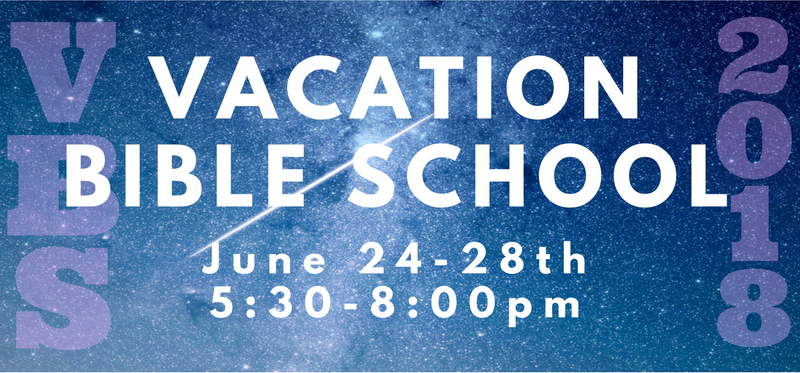 VBS
VACATION
BIBLE SCHOOL
June 24-28th
5:30-8:00pm
2018